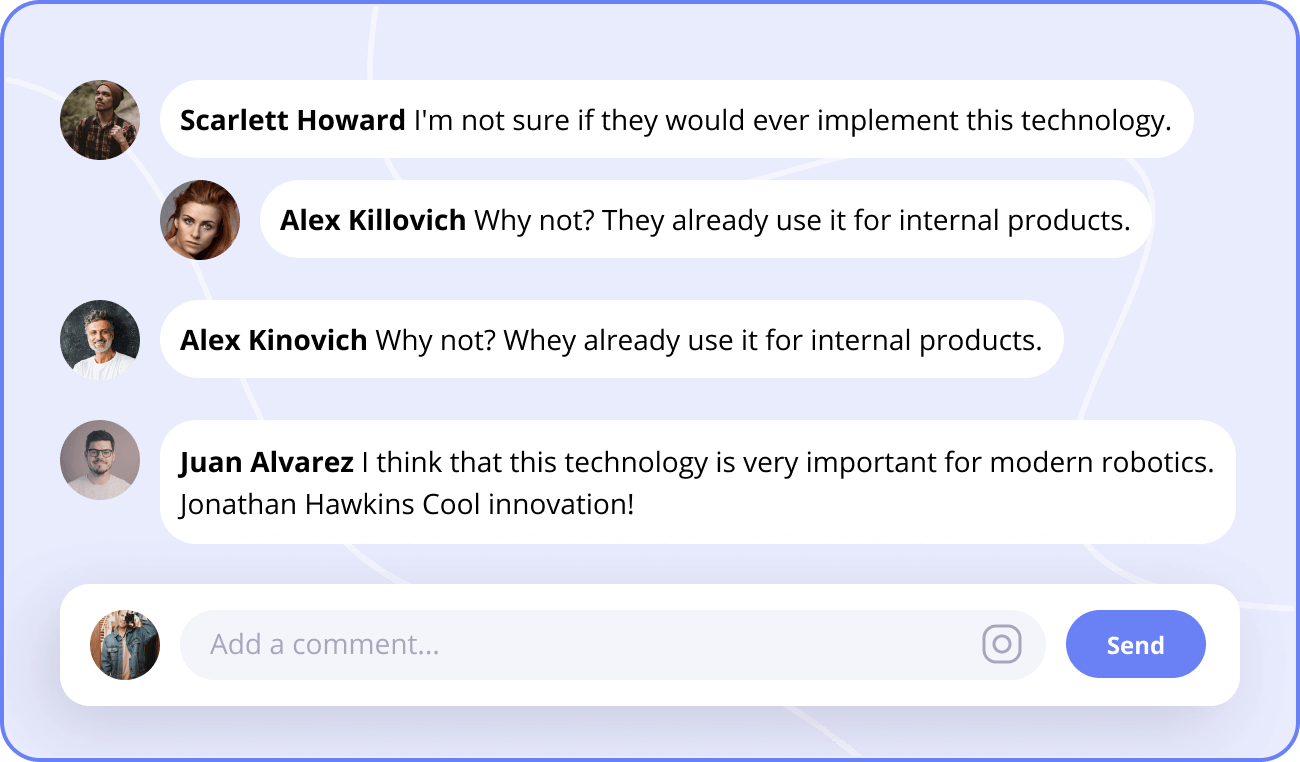 Scarlett Howard I'm not sure if they would ever implement this technology.
Alex Killovich Why not? They already use it for internal products.
Alex Kinovich Why not? Whey already use it for internal products.
Juan Alvarez I think that this technology is very important for modern robotics.
Jonathan Hawkins Cool innovation!
Add a comment...
Send